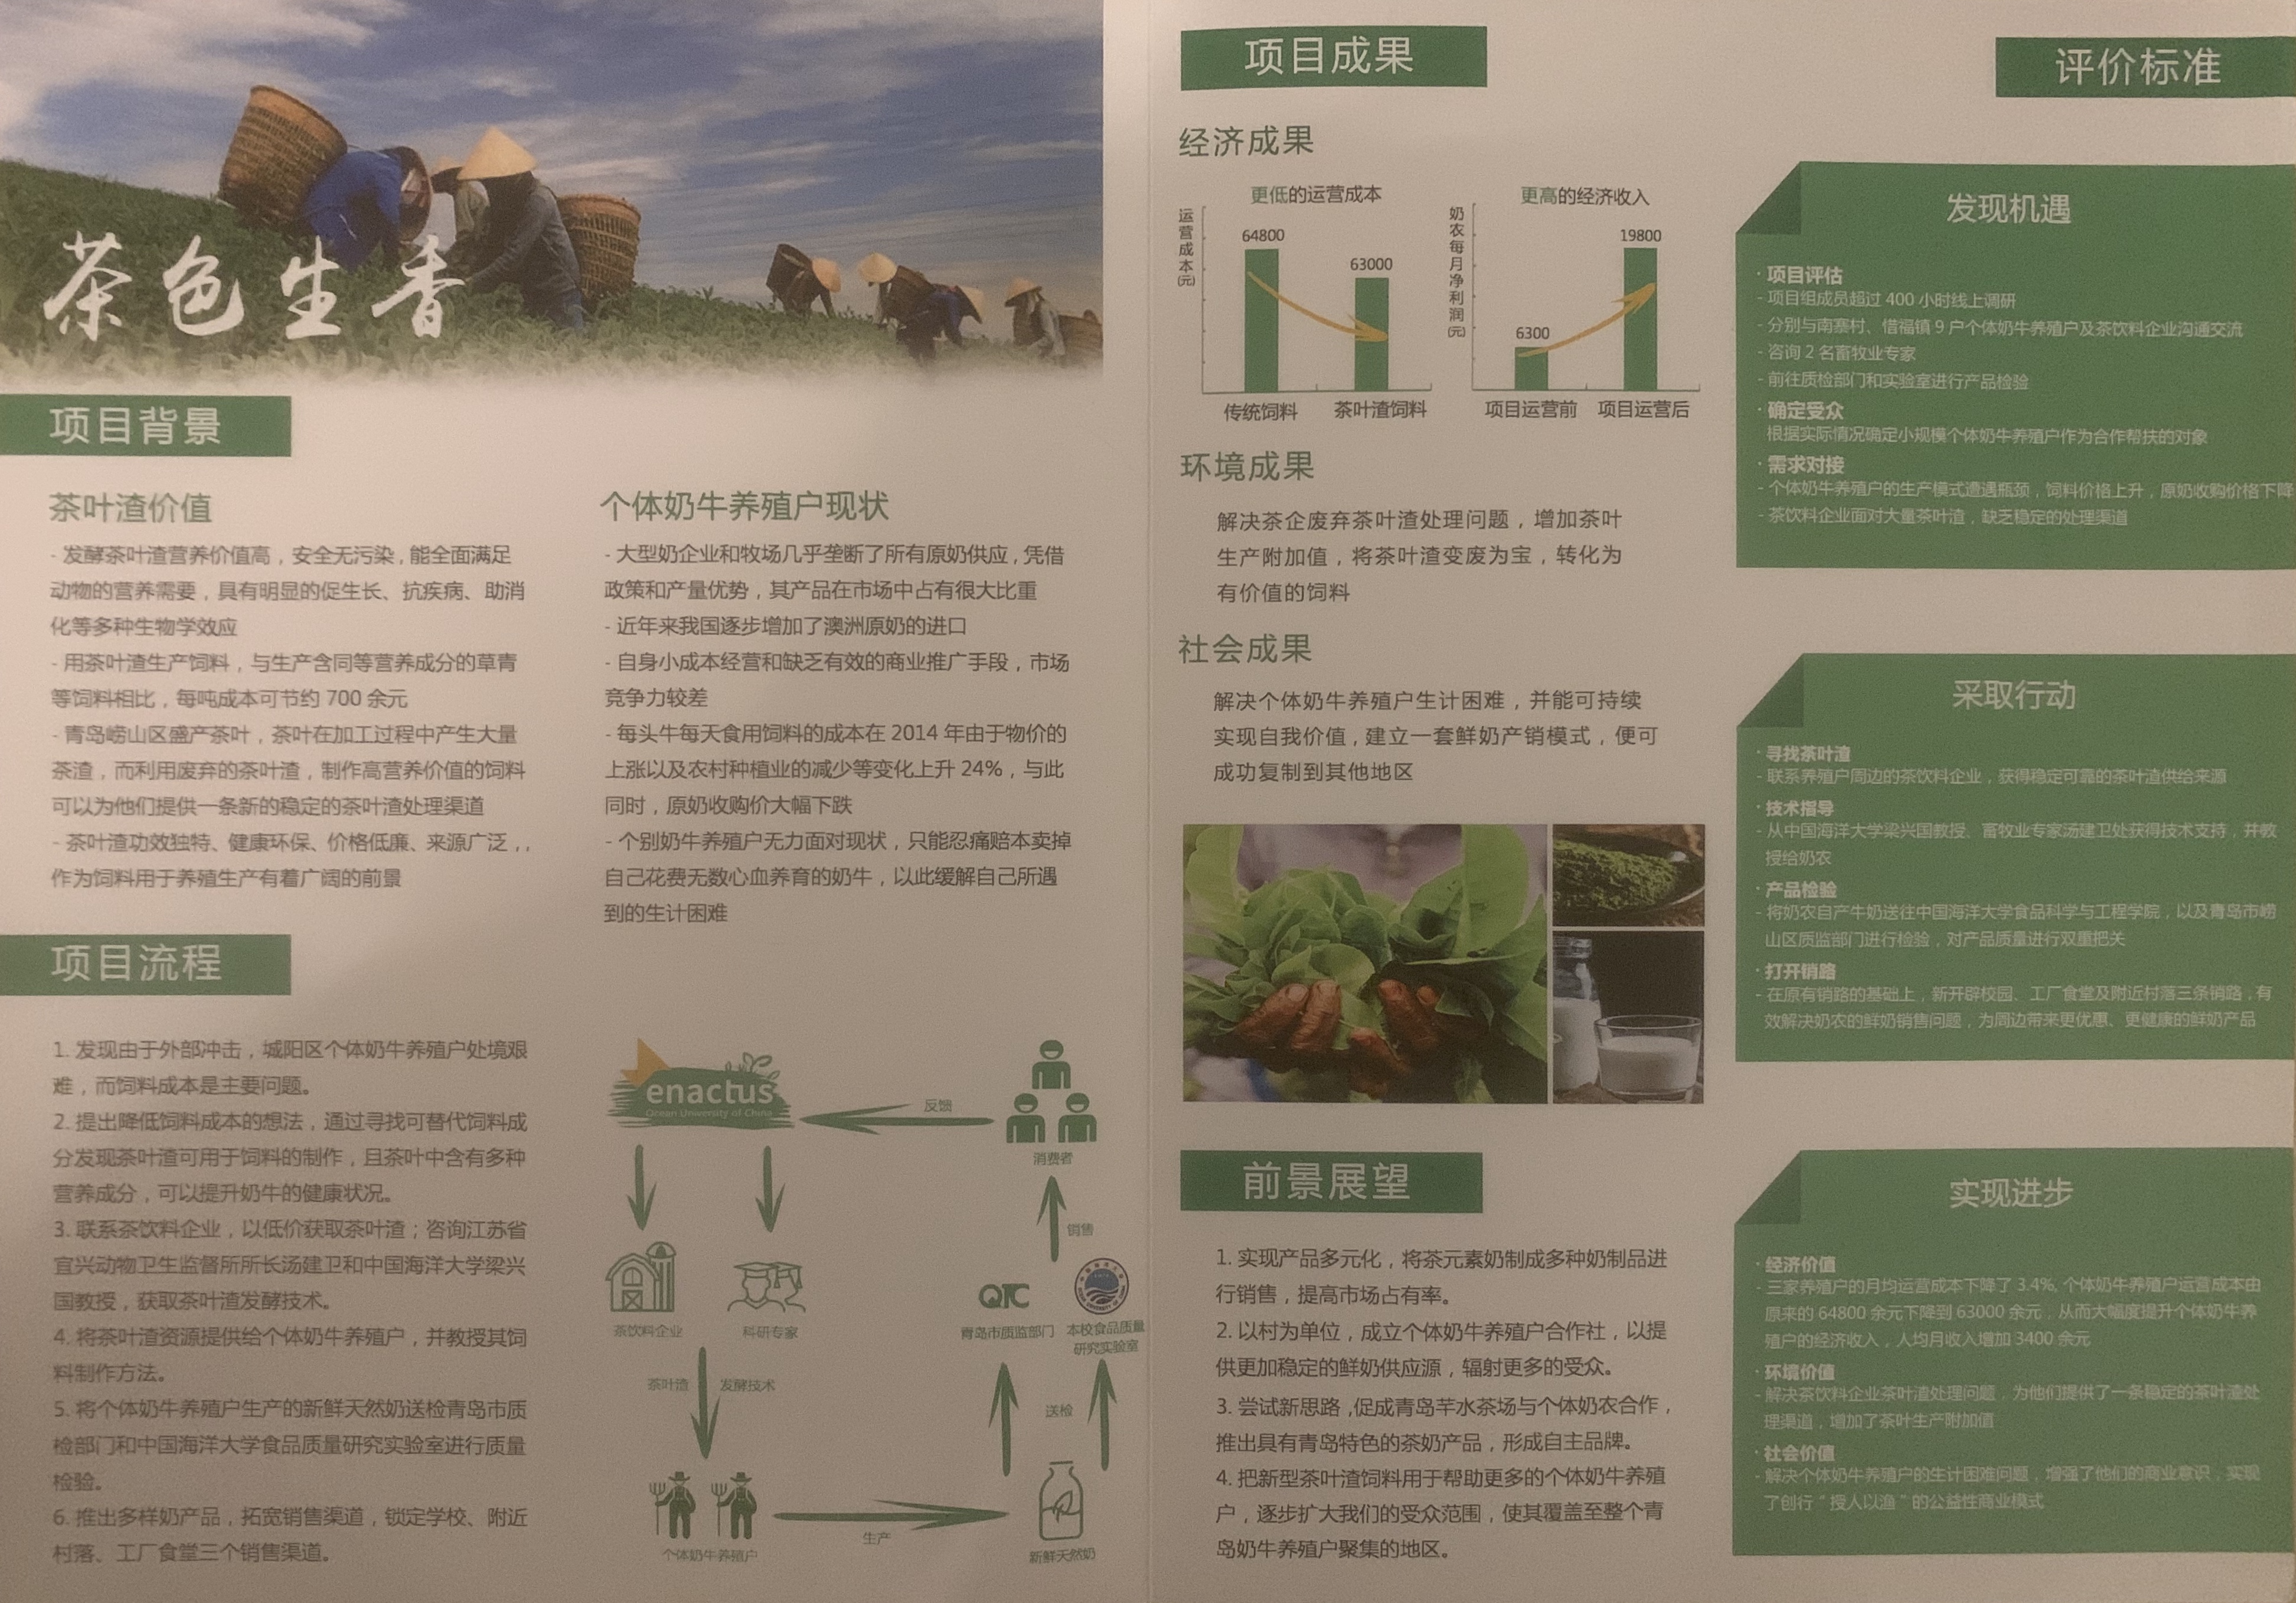 茶色生香
项目背景
茶叶渣价值
- 发酵茶叶渣营养价值高，安全无污染，能全面满足
动物的营养需要，具有明显的促生长、抗疾病、助消
化等多种生物学效应
- 用茶叶渣生产饲料，与生产含同等营养成分的草青
等饲料相比，每吨成本可节约 700 余元
- 青岛崂山区盛产茶叶，茶叶在加工过程中产生大量
茶渣，而利用废弃的茶叶渣，制作高营养价值的饲料
可以为他们提供一条新的稳定的茶叶渣处理渠道
- 茶叶渣功效独特、健康环保、价格低廉、来源广泛，,
作为饲料用于养殖生产有着广阔的前景
个体奶牛养殖户现状
- 大型奶企业和牧场几乎垄断了所有原奶供应，凭借
政策和产量优势，其产品在市场中占有很大比重
- 近年来我国逐步增加了澳洲原奶的进口
- 自身小成本经营和缺乏有效的商业推广手段，市场
竞争力较差
- 每头牛每天食用饲料的成本在 2014 年由于物价的
上涨以及农村种植业的减少等变化上升 24%，与此
同时，原奶收购价大幅下跌
- 个别奶牛养殖户无力面对现状，只能忍痛赔本卖掉
自己花费无数心血养育的奶牛，以此缓解自己所遇
到的生计困难
项目流程
1. 发现由于外部冲击，城阳区个体奶牛养殖户处境艰
难，而饲料成本是主要问题。
2. 提出降低饲料成本的想法，通过寻找可替代饲料成
分发现茶叶渣可用于饲料的制作，且茶叶中含有多种
营养成分，可以提升奶牛的健康状况。
3. 联系茶饮料企业，以低价获取茶叶渣；咨询江苏省
宜兴动物卫生监督所所长汤建卫和中国海洋大学梁兴
国教授，获取茶叶渣发酵技术。
4. 将茶叶渣资源提供给个体奶牛养殖户，并教授其饲
料制作方法。
5. 将个体奶牛养殖户生产的新鲜天然奶送检青岛市质
检部门和中国海洋大学食品质量研究实验室进行质量
检验。
6. 推出多样奶产品，拓宽销售渠道，锁定学校、附近
村落、工厂食堂三个销售渠道。
enactus
Ocean University of China
反馈
消费者
销售
茶饮料企业
科研专家
QTC
青岛市质监部门
本校食品质量
研究实验室
茶叶渣
发酵技术
送检
个体奶牛养殖户
生产
新鲜天然奶
项目成果
经济成果
更低的运营成本
运营成本(元)
64800
63000
传统饲料
茶叶渣饲料
更高的经济收入
奶农每月净利润(元)
6300
19800
项目运营前
项目运营后
环境成果
解决茶企废弃茶叶渣处理问题，增加茶叶
生产附加值，将茶叶渣变废为宝，转化为
有价值的饲料
社会成果
解决个体奶牛养殖户生计困难，并能可持续
实现自我价值，建立一套鲜奶产销模式，便可
成功复制到其他地区
前景展望
1. 实现产品多元化，将茶元素奶制成多种奶制品进
行销售，提高市场占有率。
2. 以村为单位，成立个体奶牛养殖户合作社，以提
供更加稳定的鲜奶供应源，辐射更多的受众。
3. 尝试新思路,促成青岛芊水茶场与个体奶农合作，
推出具有青岛特色的茶奶产品，形成自主品牌。
4. 把新型茶叶渣饲料用于帮助更多的个体奶牛养殖
户，逐步扩大我们的受众范围，使其覆盖至整个青
岛奶牛养殖户聚集的地区。
评价标准
发现机遇
· 项目评估
- 项目组成员超过 400 小时线上调研
- 分别与南寨村、惜福镇 9 户个体奶牛养殖户及茶饮料企业沟通交流
- 咨询 2 名畜牧业专家
- 前往质检部门和实验室进行产品检验
· 确定受众
根据实际情况确定小规模个体奶牛养殖户作为合作帮扶的对象
· 需求对接
- 个体奶牛养殖户的生产模式遭遇瓶颈，饲料价格上升，原奶收购价格下降
- 茶饮料企业面对大量茶叶渣，缺乏稳定的处理渠道
采取行动
· 寻找茶叶渣
- 联系养殖户周边的茶饮料企业，获得稳定可靠的茶叶渣供给来源
· 技术指导
- 从中国海洋大学梁兴国教授、畜牧业专家汤建卫处获得技术支持，并教
授给奶农
· 产品检验
- 将奶农自产牛奶送往中国海洋大学食品科学与工程学院，以及青岛市崂
山区质监部门进行检验，对产品质量进行双重把关
· 打开销路
- 在原有销路的基础上，新开辟校园、工厂食堂及附近村落三条销路，有
效解决奶农的鲜奶销售问题，为周边带来更优惠、更健康的鲜奶产品
实现进步
· 经济价值
- 三家养殖户的月均运营成本下降了 3.4%, 个体奶牛养殖户运营成本由
原来的 64800 余元下降到 63000 余元，从而大幅度提升个体奶牛养
殖户的经济收入，人均月收入增加 3400 余元
· 环境价值
- 解决茶饮料企业茶叶渣处理问题，为他们提供了一条稳定的茶叶渣处
理渠道，增加了茶叶生产附加值
· 社会价值
- 解决个体奶牛养殖户的生计困难问题，增强了他们的商业意识，实现
了创行“授人以渔”的公益性商业模式